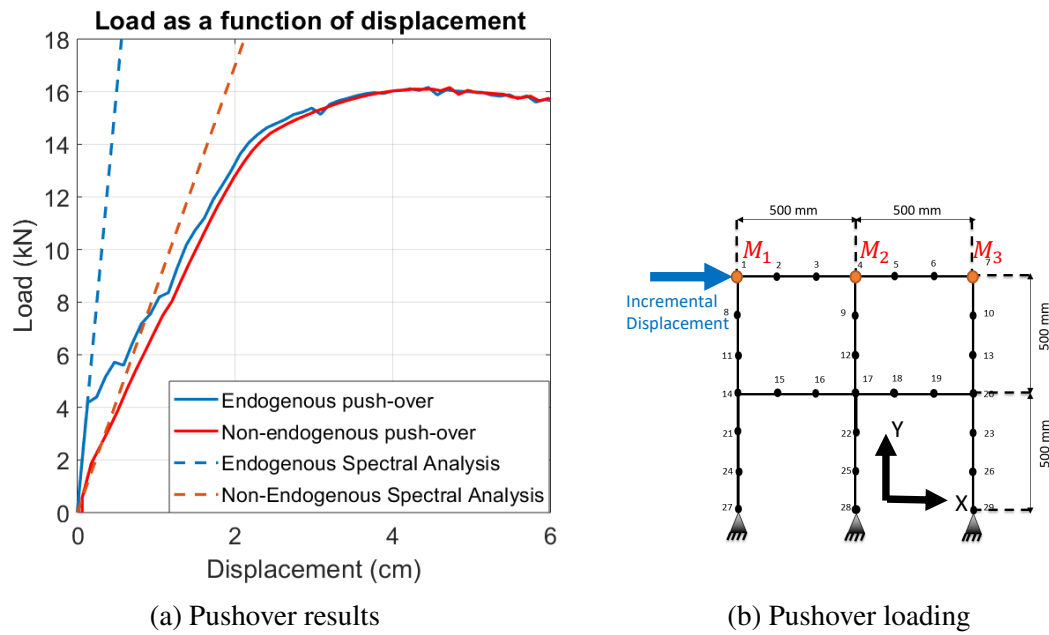 Load as a function of displacement
18
16
14
12
10
8
6
4
2
0
0 2 4 6
Load (kN)
Displacement (cm)
Endogenous push-over
Non-endogenous push-over
Endogenous Spectral Analysis
Non-Endogenous Spectral Analysis
(a) Pushover results
500 mm 500 mm
M1 M2 M3
1 2 3 4 5 6 7
Incremental
Displacement
8 9 10
11 12 13
14 15 16 17 18 19 20
21 22 23
24 25 26
27 28 29
500 mm
500 mm
Y
X
(b) Pushover loading